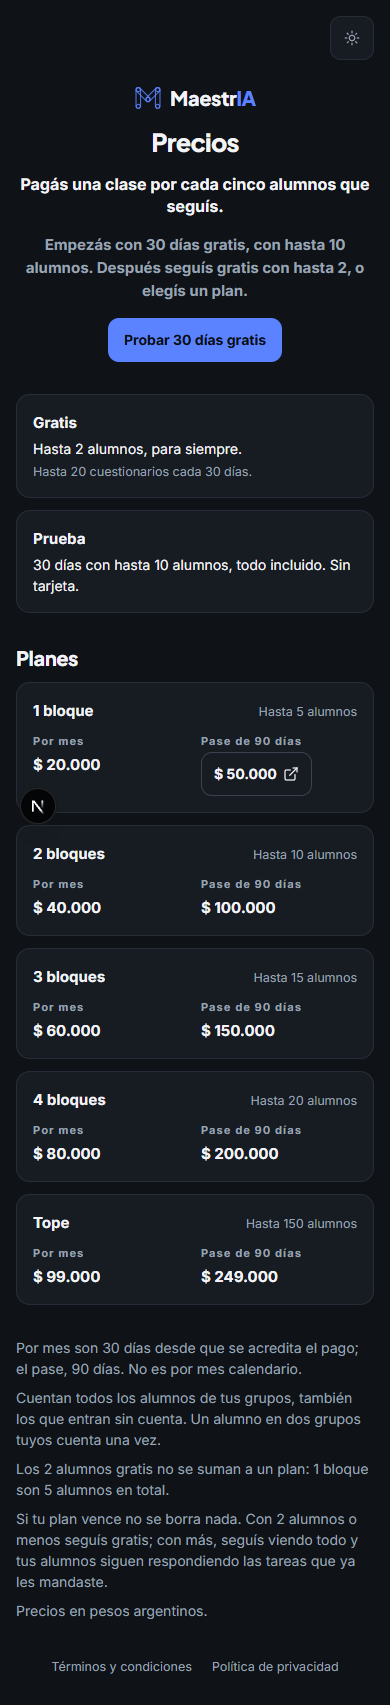 MaestrIA
Precios
Pagás una clase por cada cinco alumnos que
seguís.
Empezás con 30 días gratis, con hasta 10
alumnos. Después seguís gratis con hasta 2, o
elegís un plan.
Probar 30 días gratis
Gratis
Hasta 2 alumnos, para siempre.
Hasta 20 cuestionarios cada 30 días.
Prueba
30 días con hasta 10 alumnos, todo incluido. Sin
tarjeta.
Planes
1 bloque Hasta 5 alumnos
Por mes Pase de 90 días
$ 20.000 $ 50.000
N
2 bloques Hasta 10 alumnos
Por mes Pase de 90 días
$ 40.000 $ 100.000
3 bloques Hasta 15 alumnos
Por mes Pase de 90 días
$ 60.000 $ 150.000
4 bloques Hasta 20 alumnos
Por mes Pase de 90 días
$ 80.000 $ 200.000
Tope Hasta 150 alumnos
Por mes Pase de 90 días
$ 99.000 $ 249.000
Por mes son 30 días desde que se acredita el pago;
el pase, 90 días. No es por mes calendario.
Cuentan todos los alumnos de tus grupos, también
los que entran sin cuenta. Un alumno en dos grupos
tuyos cuenta una vez.
Los 2 alumnos gratis no se suman a un plan: 1 bloque
son 5 alumnos en total.
Si tu plan vence no se borra nada. Con 2 alumnos o
menos seguís gratis; con más, seguís viendo todo y
tus alumnos siguen respondiendo las tareas que ya
les mandaste.
Precios en pesos argentinos.
Términos y condiciones Política de privacidad